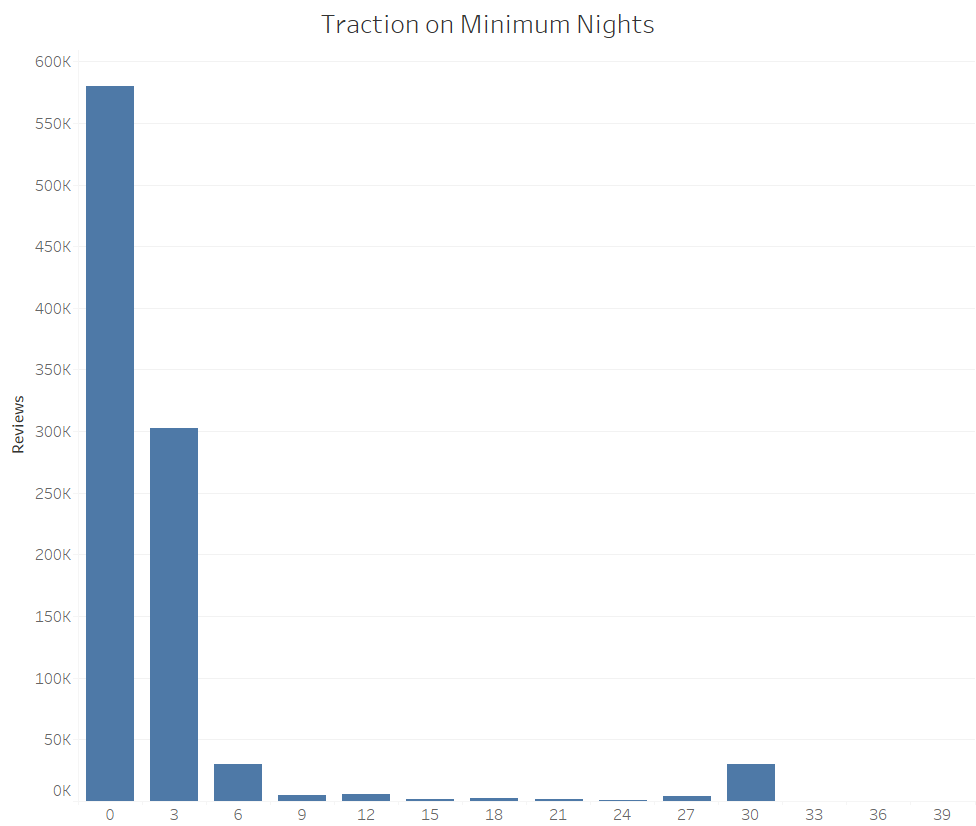 Traction on Minimum Nights
600K
550K
500K
450K
400K
350K
300K
250K
200K
150K
100K
50K
0K
Reviews
0 3 6 9 12 15 18 21 24 27 30 33 36 39